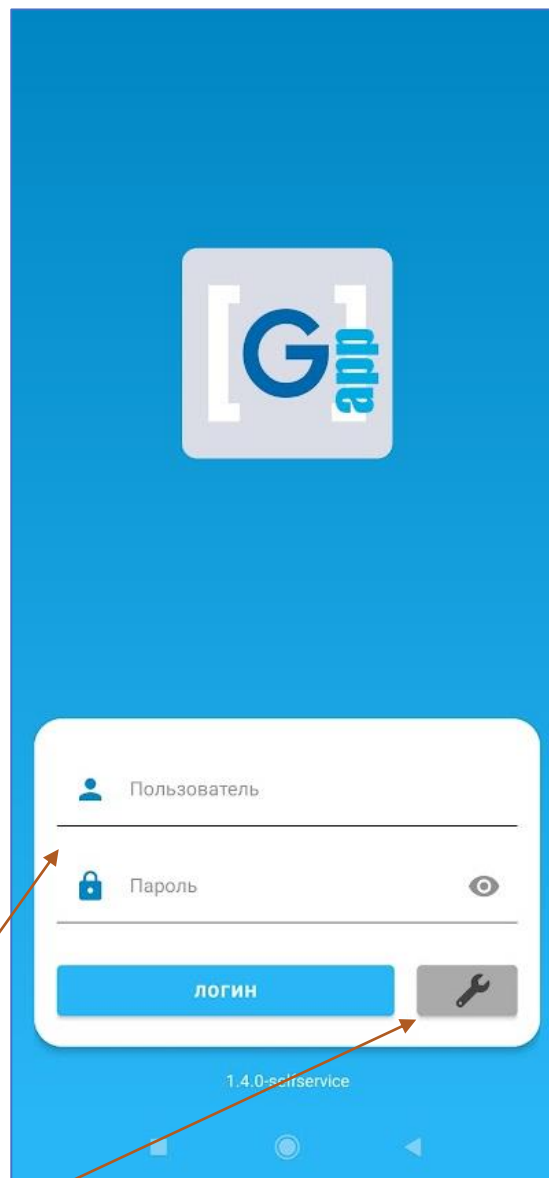 [G]
app
Пользователь
Пароль
ЛОГИН
1.4.0-selfservice